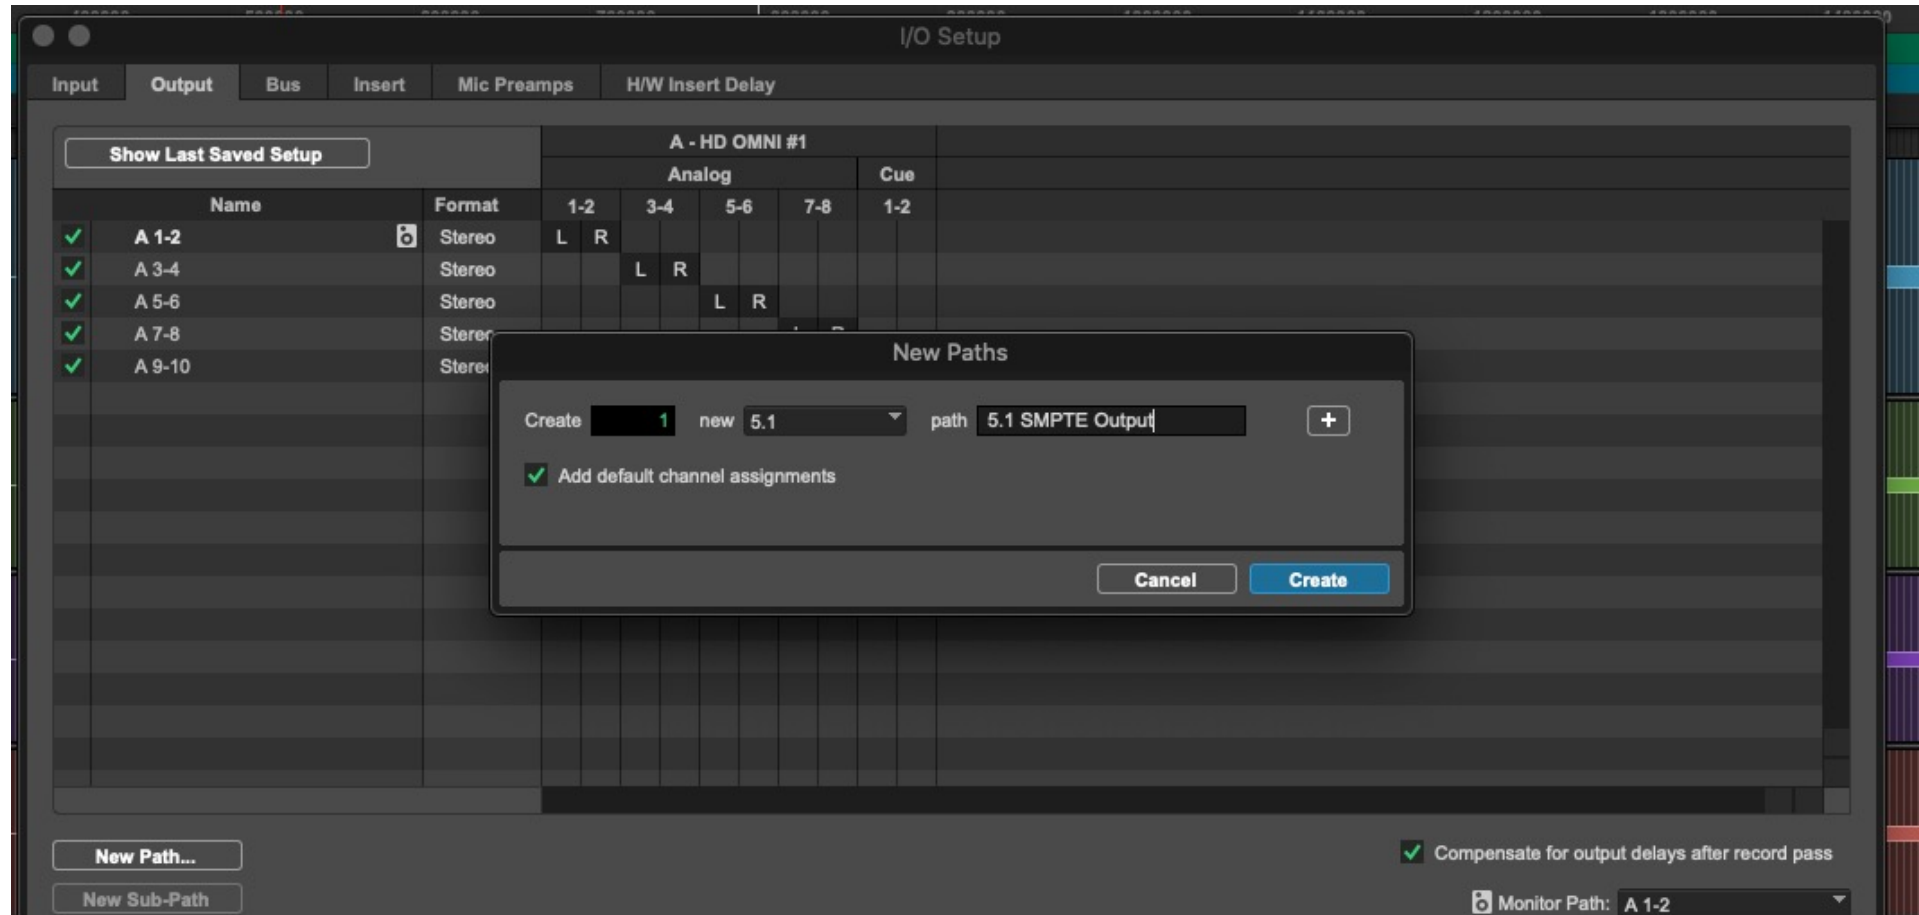 I/O Setup
Input Output Bus Insert Mic Preamps H/W Insert Delay
Show Last Saved Setup
A - HD OMNI #1
Analog Cue
Name Format 1-2 3-4 5-6 7-8 1-2
A 1-2 Stereo L R
A 3-4 Stereo L R
A 5-6 Stereo L R
A 7-8
A 9-10
New Paths
Create 1 new 5.1 path 5.1 SMPTE Output +
Add default channel assignments
Cancel Create
New Path...
Compensate for output delays after record pass
New Sub-Path
Monitor Path: A 1-2